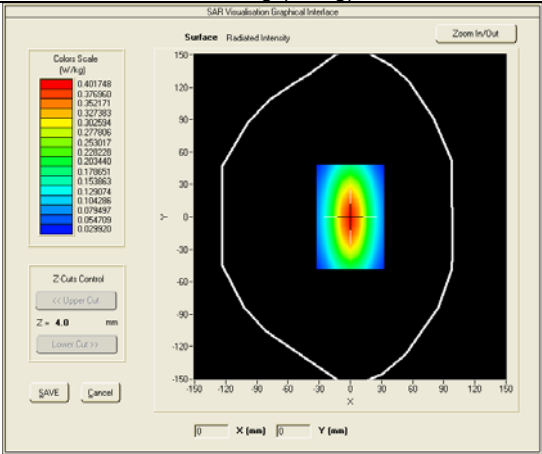 SAR Visualisation Graphical Interface
Surface Radiated Intensity
Zoom In/Out
Colors Scale
(W/kg)
0.401748
0.376960
0.352171
0.327383
0.302594
0.277806
0.253017
0.228228
0.203440
0.178651
0.153863
0.129074
0.104286
0.079497
0.054709
0.029920
Z-Cuts Control
<< Upper Cut
Z = 4.0 mm
Lower Cut >>
SAVE Cancel
150
120
90
60
30
0
-30
-60
-90
-120
-150
Y
-150 -120 -90 -60 -30 0 30 60 90 120 150
X
0 X (mm) 0 Y (mm)